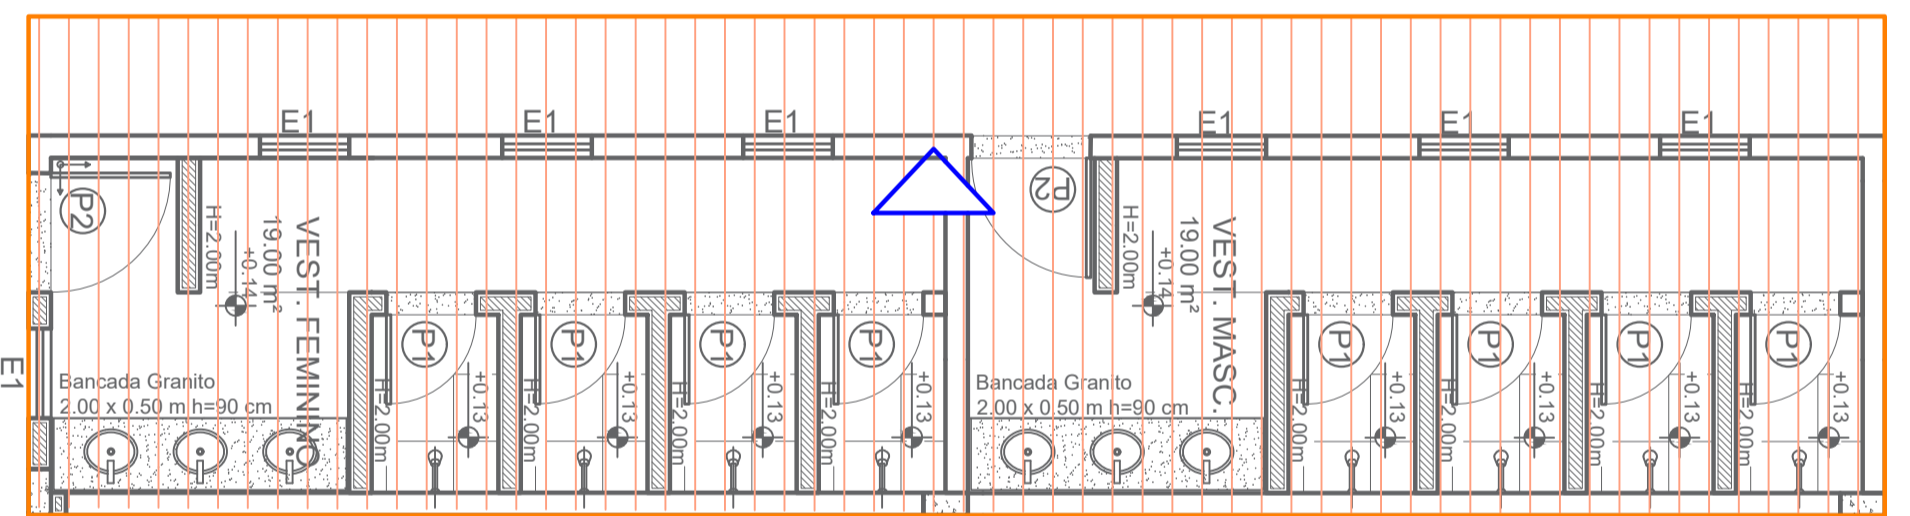 E1
E1
E1
E1
E1
E1
P2
H=2.00m
+0.14
19.00 m²
VEST. FEMININO
P2
H=2.00m
+0.14
19.00 m²
VEST. MASC.
E1
Bancada Granito
2.00 x 0.50 m h=90 cm
H=2.00m
P1
+0.13
H=2.00m
P1
+0.13
H=2.00m
P1
+0.13
H=2.00m
P1
+0.13
Bancada Granito
2.00 x 0.50 m h=90 cm
H=2.00m
P1
+0.13
H=2.00m
P1
+0.13
H=2.00m
P1
+0.13
H=2.00m
P1
+0.13